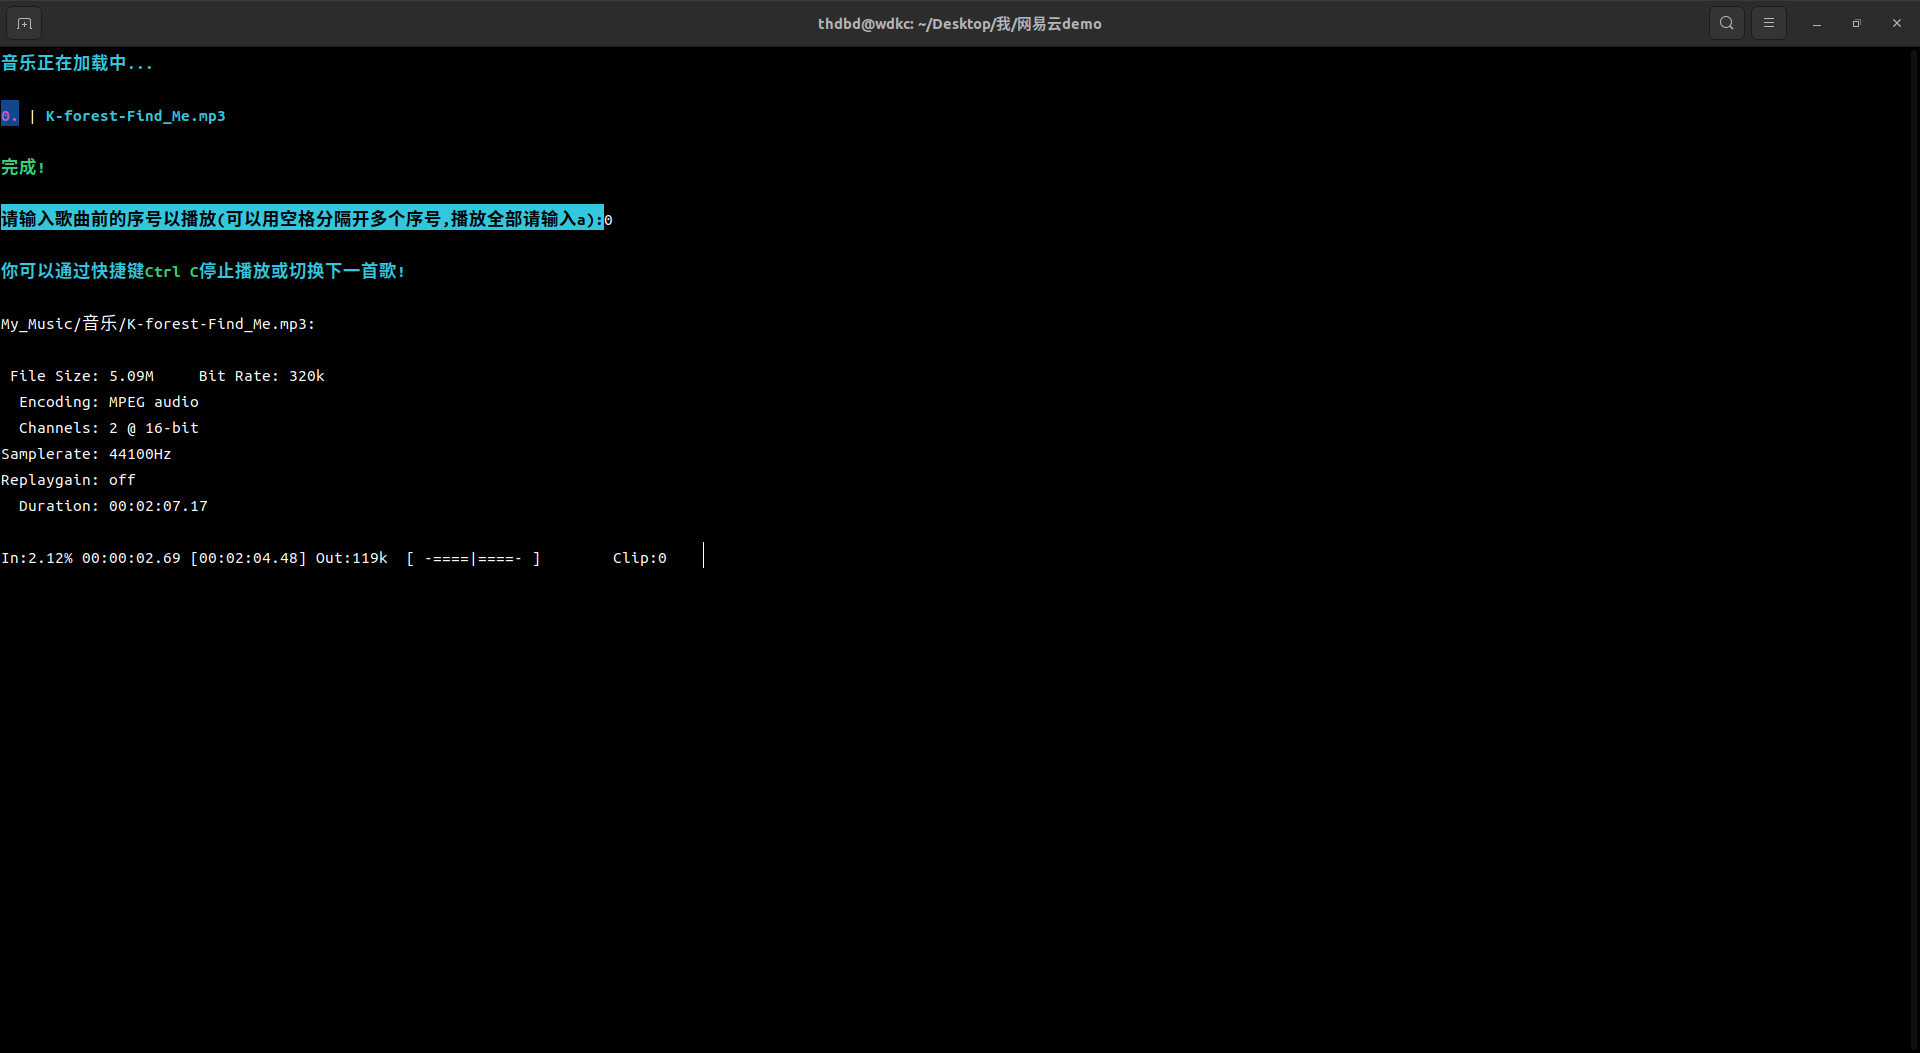 thdbd@wdkc: ~/Desktop/我/网易云demo
音乐正在加载中...
0. | K-forest-Find_Me.mp3
完成!
请输入歌曲前的序号以播放(可以用空格分隔开多个序号,播放全部请输入a):0
你可以通过快捷键Ctrl C停止播放或切换下一首歌!
My_Music/音乐/K-forest-Find_Me.mp3:
File Size: 5.09M     Bit Rate: 320k
Encoding: MPEG audio
Channels: 2 @ 16-bit
Samplerate: 44100Hz
Replaygain: off
Duration: 00:02:07.17
In:2.12% 00:00:02.69 [00:02:04.48] Out:119k  [ -====|====- ]        Clip:0